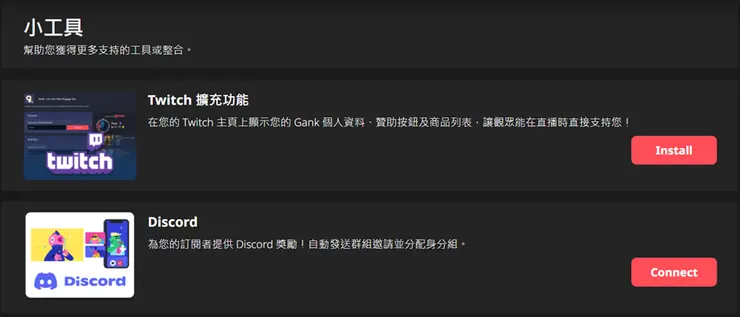 小工具
幫助您獲得更多支持的工具或整合。
Twitch 擴充功能
在您的 Twitch 主頁上顯示您的 Gank 個人資料、贊助按鈕及商品列表，讓觀眾能在直播時直接支持您！
Install
twitch
Discord
為您的訂閱者提供 Discord 獎勵！自動發送群組邀請並分配身分組。
Discord
Connect